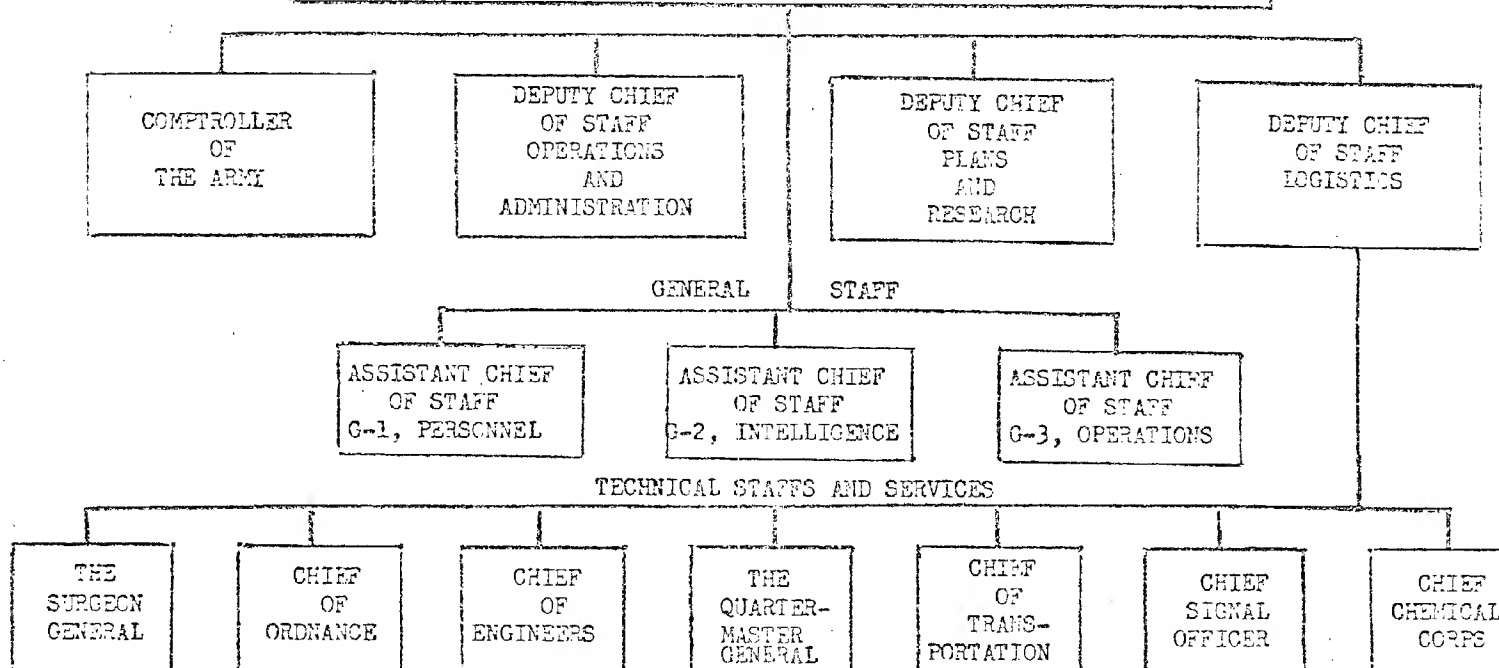 COMPTROLLER
OF
THE ARMY
DEPUTY CHIEF
OF STAFF
OPERATIONS
AND
ADMINISTRATION
DEPUTY CHIEF
OF STAFF
PLANS
AND
RESEARCH
DEPUTY CHIEF
OF STAFF
LOGISTICS
GENERAL STAFF
ASSISTANT CHIEF
OF STAFF
G-1, PERSONNEL
ASSISTANT CHIEF
OF STAFF
G-2, INTELLIGENCE
ASSISTANT CHIEF
OF STAFF
G-3, OPERATIONS
TECHNICAL STAFFS AND SERVICES
THE
SURGEON
GENERAL
CHIEF
OF
ORDNANCE
CHIEF
OF
ENGINEERS
THE
QUARTER-
MASTER
GENERAL
CHIEF
OF
TRANS-
PORTATION
CHIEF
SIGNAL
OFFICER
CHIEF
CHEMICAL
CORPS